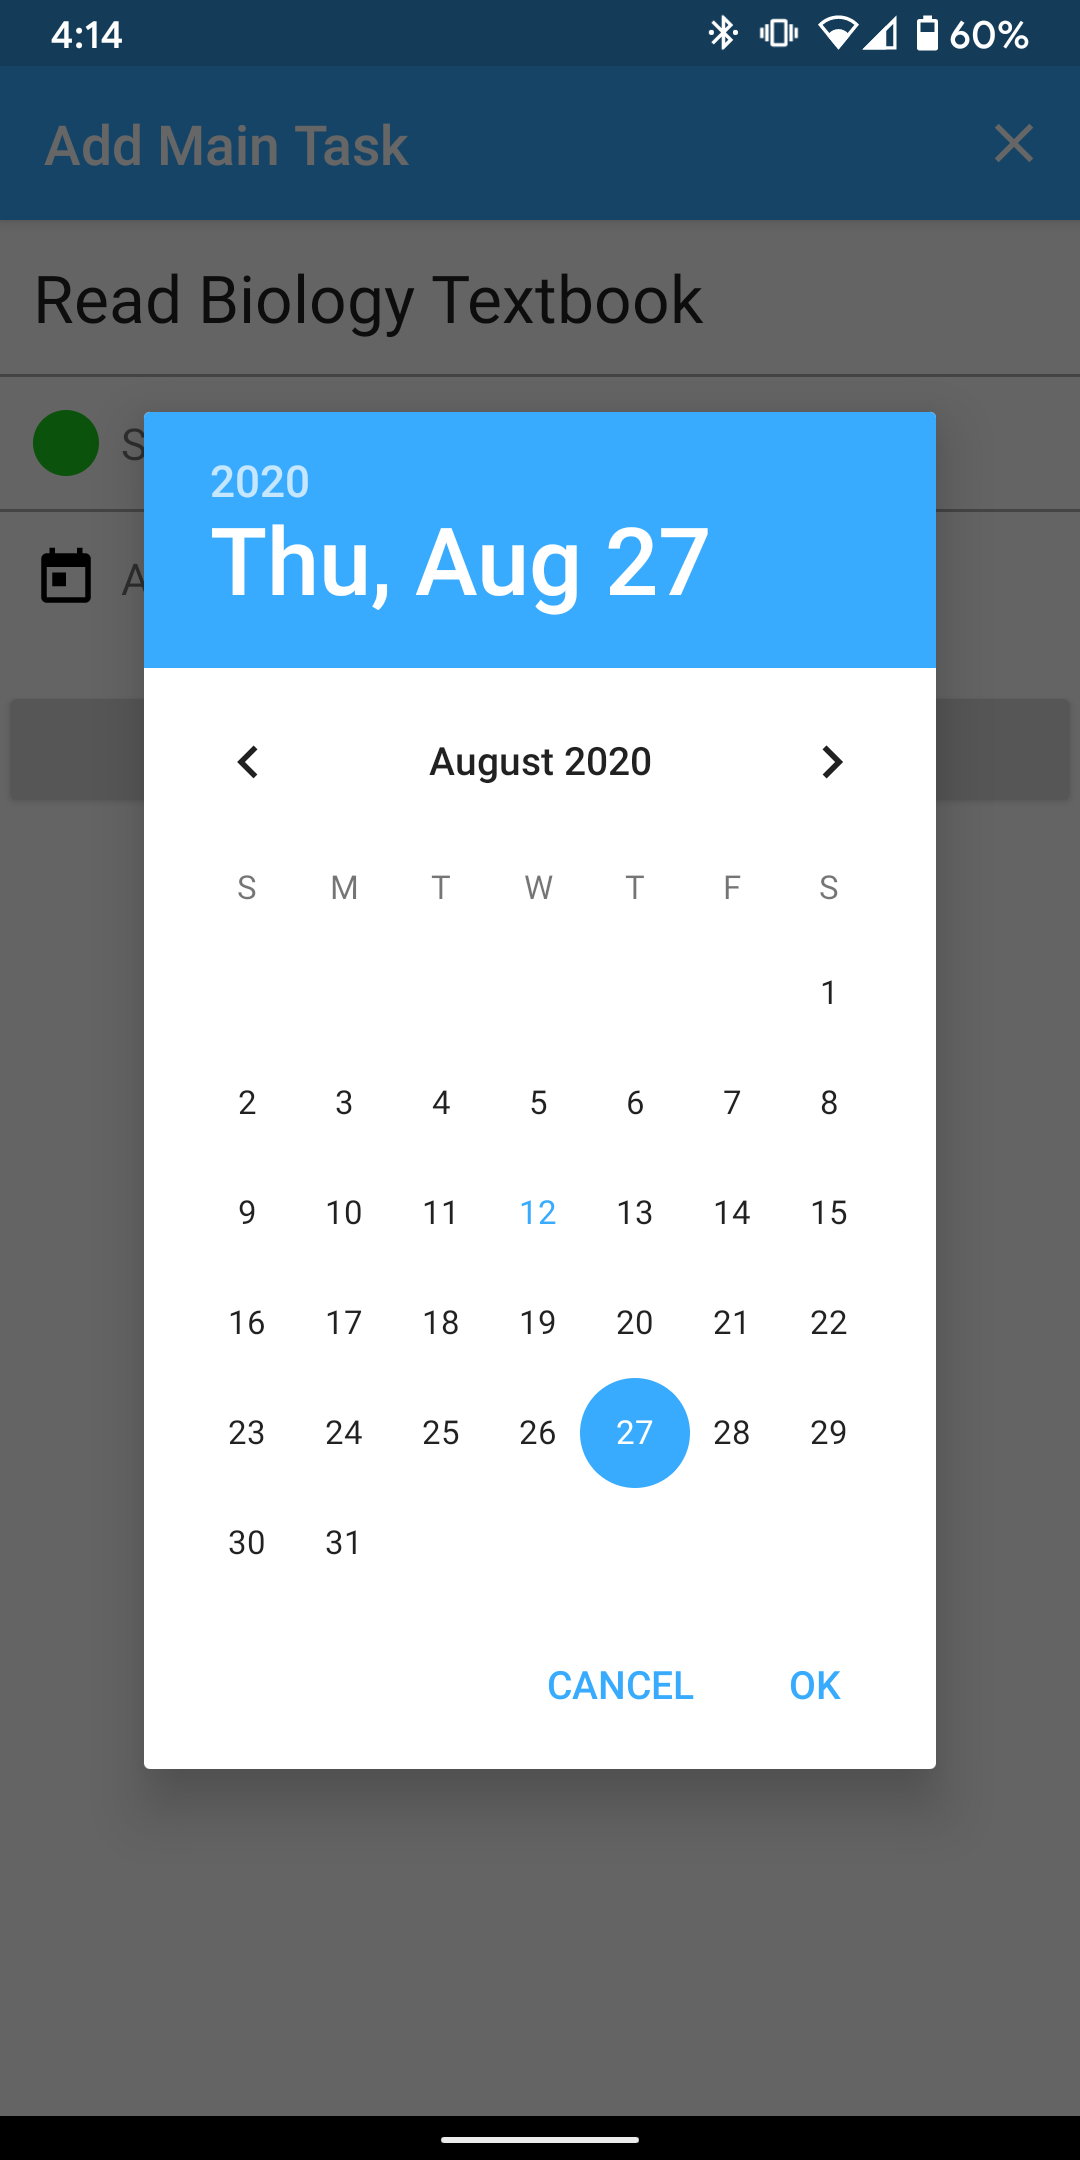 4:14 60%
Add Main Task
Read Biology Textbook
S
A
2020
Thu, Aug 27
August 2020
S M T W T F S
1
2 3 4 5 6 7 8
9 10 11 12 13 14 15
16 17 18 19 20 21 22
23 24 25 26 27 28 29
30 31
CANCEL OK